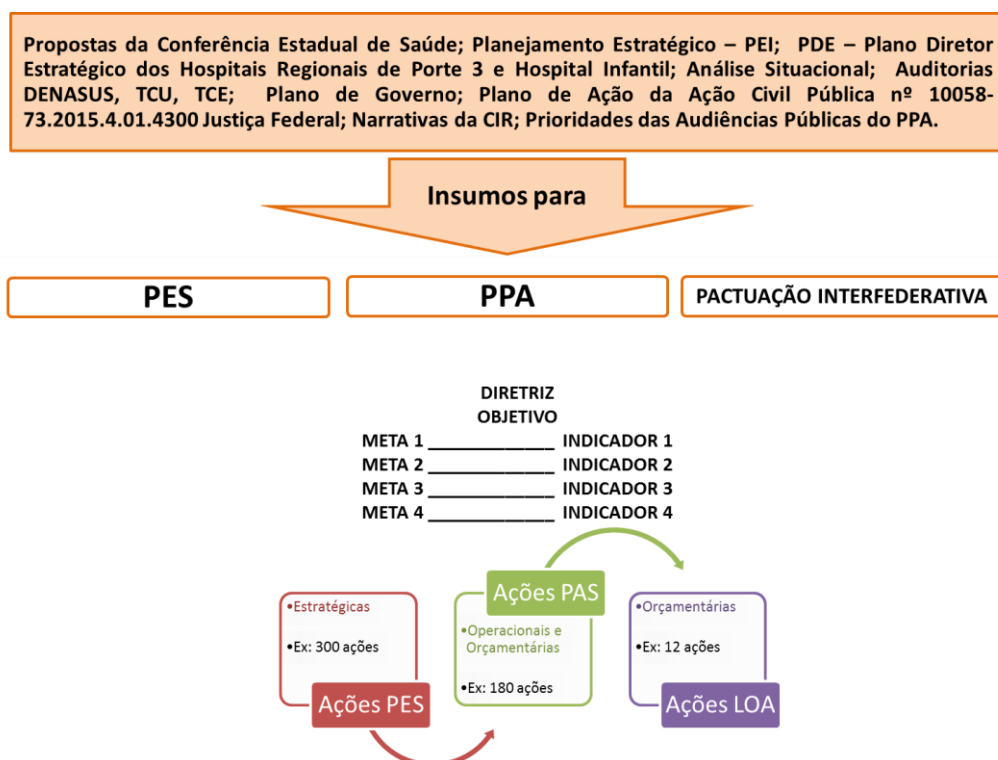 Propostas da Conferência Estadual de Saúde; Planejamento Estratégico – PEI; PDE – Plano Diretor
Estratégico dos Hospitais Regionais de Porte 3 e Hospital Infantil; Análise Situacional; Auditorias
DENASUS, TCU, TCE; Plano de Governo; Plano de Ação da Ação Civil Pública nº 10058-
73.2015.4.01.4300 Justiça Federal; Narrativas da CIR; Prioridades das Audiências Públicas do PPA.
Insumos para
PES
PPA
PACTUAÇÃO INTERFEDERATIVA
DIRETRIZ
OBJETIVO
META 1 ______________ INDICADOR 1
META 2 ______________ INDICADOR 2
META 3 ______________ INDICADOR 3
META 4 ______________ INDICADOR 4
•Estratégicas
•Ex: 300 ações
Ações PES
Ações PAS
•Operacionais e
Orçamentárias
•Ex: 180 ações
•Orçamentárias
•Ex: 12 ações
Ações LOA